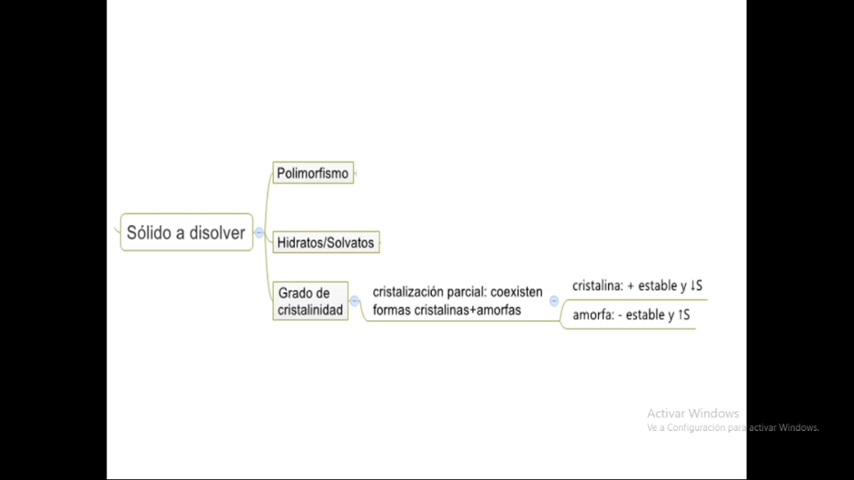 Polimorfismo
Sólido a disolver
Hidratos/Solvatos
Grado de
cristalinidad
cristalización parcial: coexisten
formas cristalinas+amorfas
cristalina: + estable y ↓S
amorfa: - estable y ↑S
Activar Windows
Ve a Configuración para activar Windows.